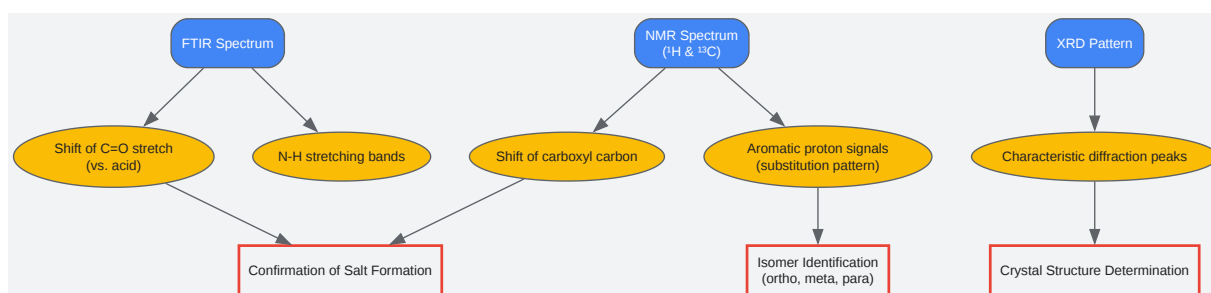 FTIR Spectrum
NMR Spectrum
(¹H & ¹³C)
XRD Pattern
Shift of C=O stretch
(vs. acid)
N-H stretching bands
Shift of carboxyl carbon
Aromatic proton signals
(substitution pattern)
Characteristic diffraction peaks
Confirmation of Salt Formation
Isomer Identification
(ortho, meta, para)
Crystal Structure Determination